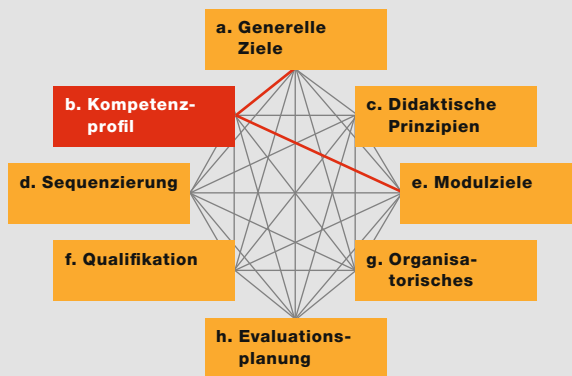 a. Generelle
Ziele
b. Kompetenz-
profil
c. Didaktische
Prinzipien
d. Sequenzierung
e. Modulziele
f. Qualifikation
g. Organisa-
torisches
h. Evaluations-
planung